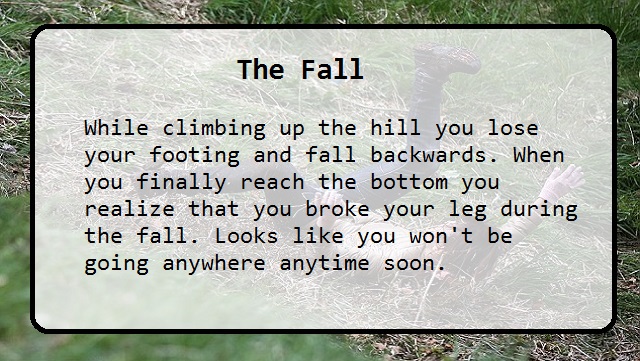 The Fall
While climbing up the hill you lose
your footing and fall backwards. When
you finally reach the bottom you
realize that you broke your leg during
the fall. Looks like you won't be
going anywhere anytime soon.